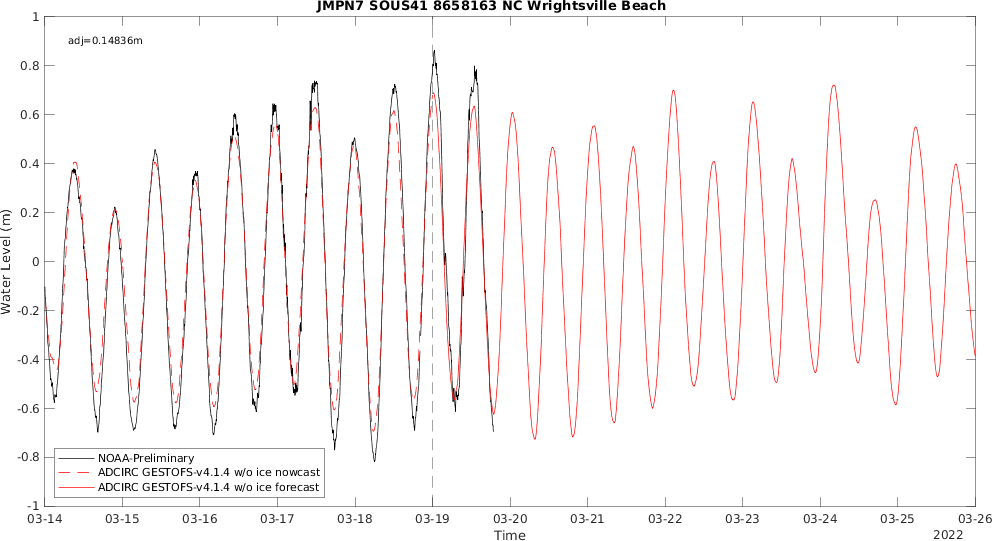 JMPN7 SOUS41 8658163 NC Wrightsville Beach
adj=0.14836m
1
0.8
0.6
0.4
0.2
0
-0.2
-0.4
-0.6
-0.8
-1
Water Level (m)
NOAA-Preliminary
ADCIRC GESTOFS-v4.1.4 w/o ice nowcast
ADCIRC GESTOFS-v4.1.4 w/o ice forecast
03-14 03-15 03-16 03-17 03-18 03-19 03-20 03-21 03-22 03-23 03-24 03-25 03-26
Time
2022